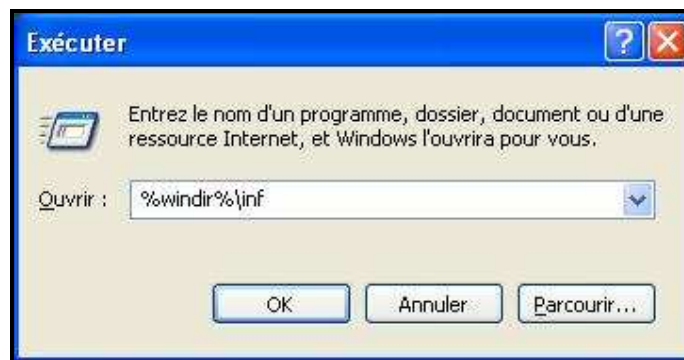 Exécuter
Entrez le nom d'un programme, dossier, document ou d'une
ressource Internet, et Windows l'ouvrira pour vous.
Ouvrir : %windir%\inf
OK Annuler Parcourir...